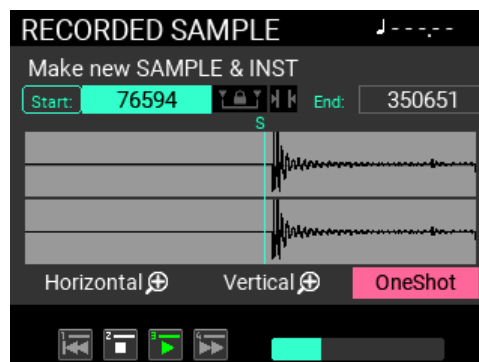 RECORDED SAMPLE ♩---.--
Make new SAMPLE & INST
Start: 76594 End: 350651
S
Horizontal Vertical OneShot
1 2 3 4